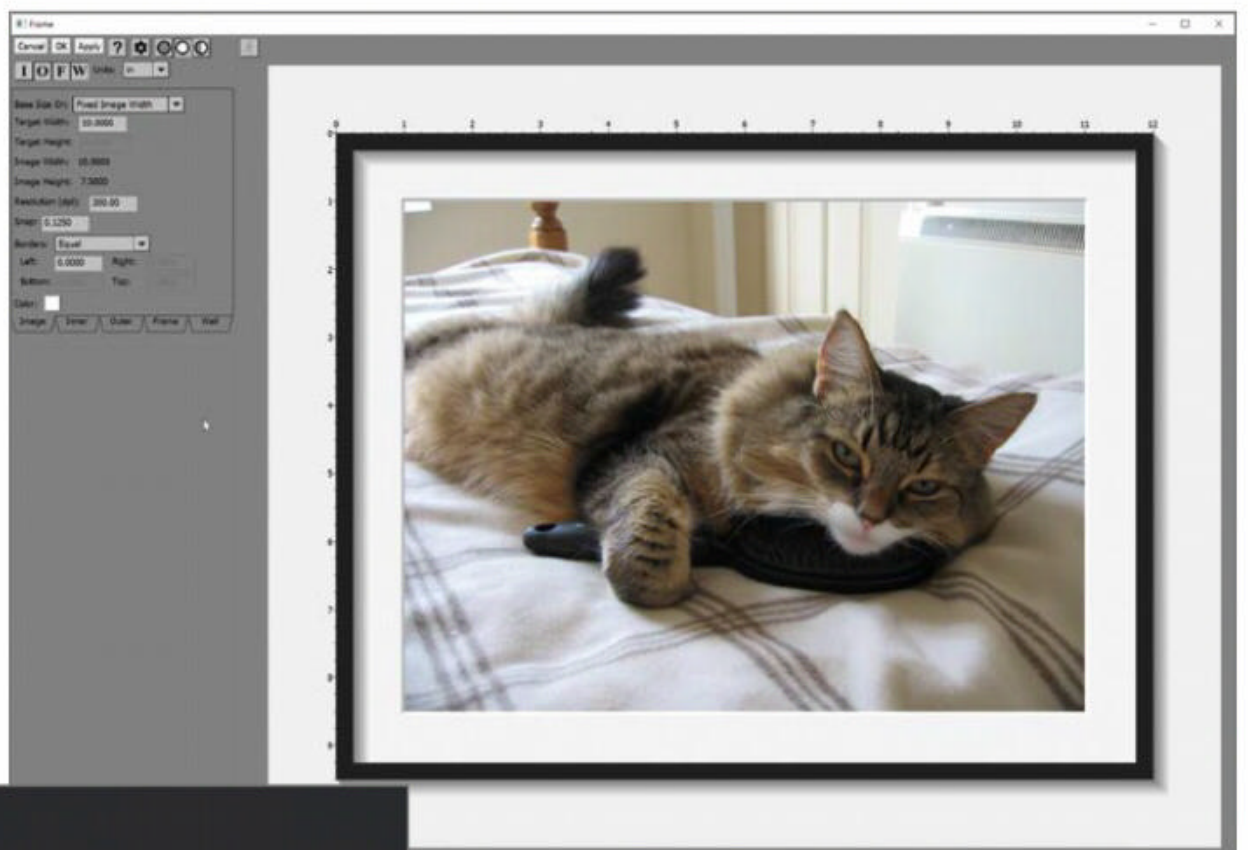 Frame
Cancel OK Apply ?
I O F W Units: in
Base Size On: Fixed Image Width
Target Width: 10.0000
Target Height:
Image Width: 10.0000
Image Height: 7.5000
Resolution (dpi): 300.00
Snap: 0.1250
Borders: Equal
Left: 0.0000 Right:
Bottom: Top:
Color:
Image Inner Outer Frame Wall
0 1 2 3 4 5 6 7 8 9 10 11 12
0
1
2
3
4
5
6
7
8
9